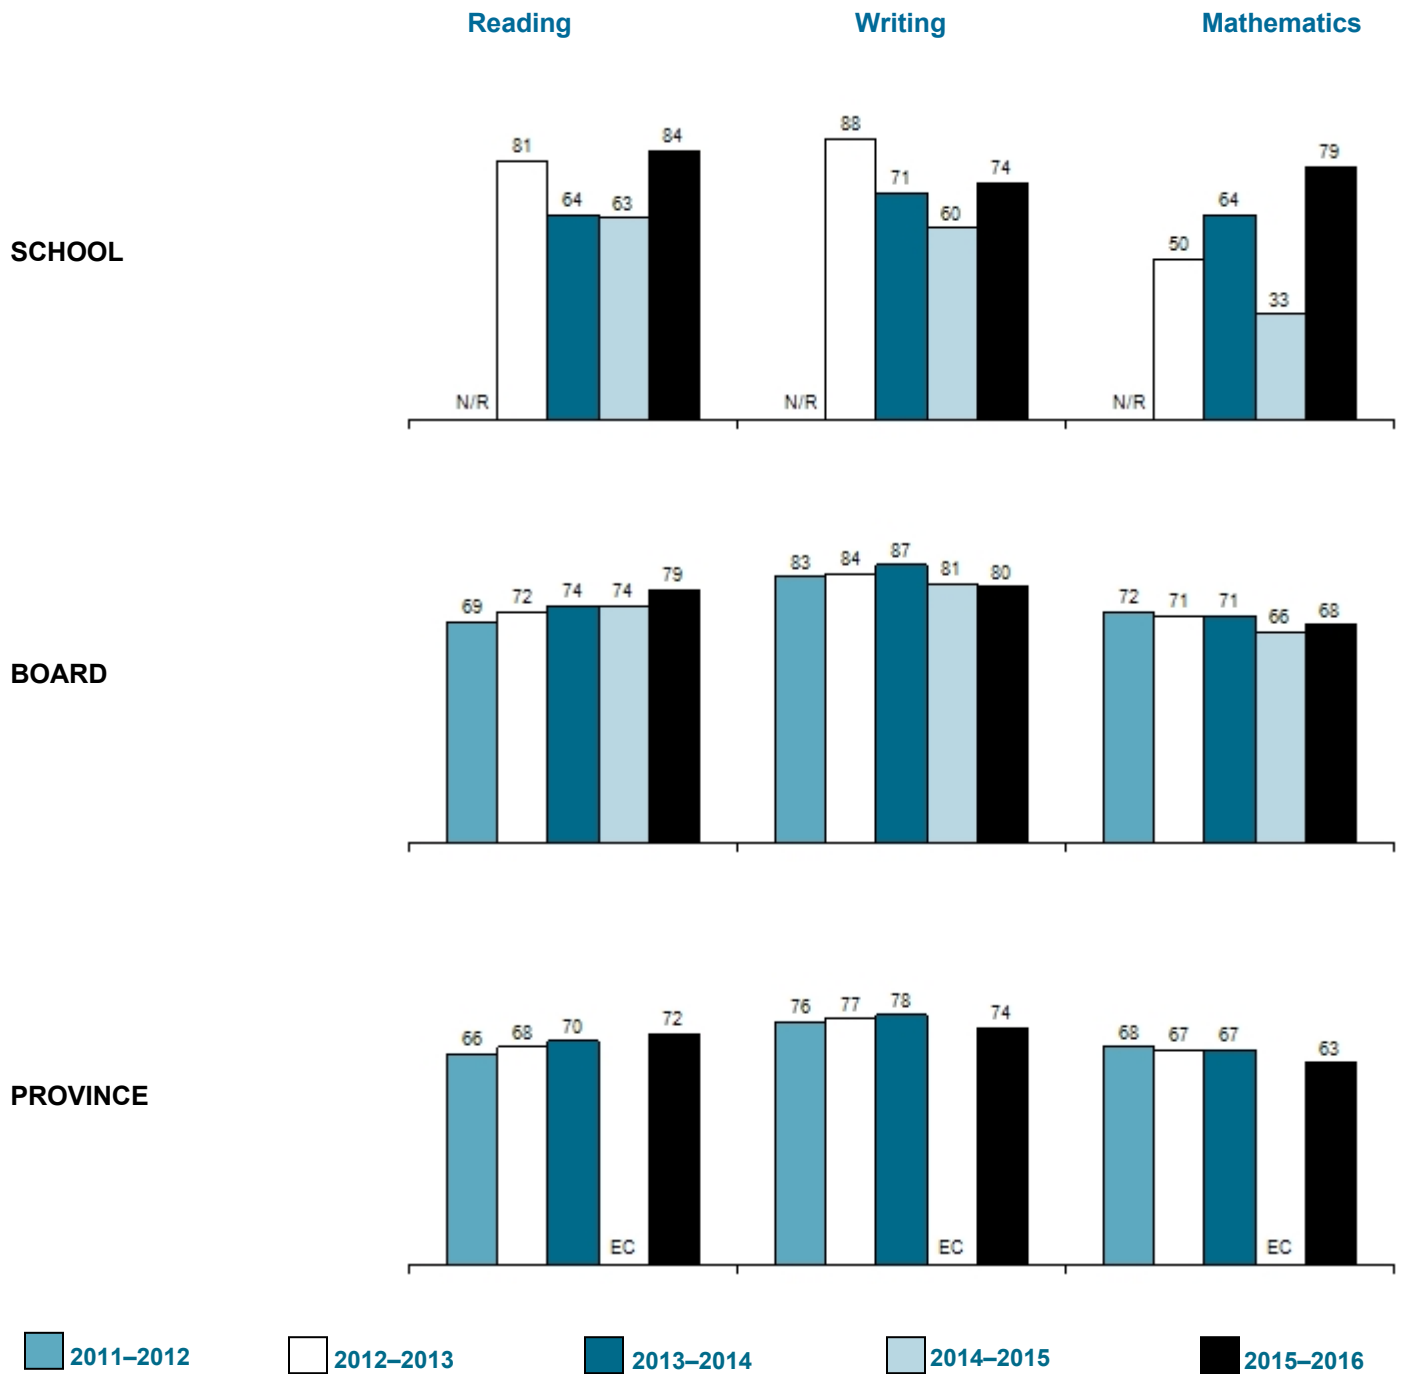 Reading Writing Mathematics
88
81 84
79
71 74
64 63 64
60
50
33
SCHOOL
N/R N/R N/R
83 84 87 81 80
79
69 72 74 74
72 71 71 66 68
BOARD
76 77 78 74
66 68 70 72
68 67 67 63
PROVINCE
EC EC EC
2011–2012 2012–2013 2013–2014 2014–2015 2015–2016